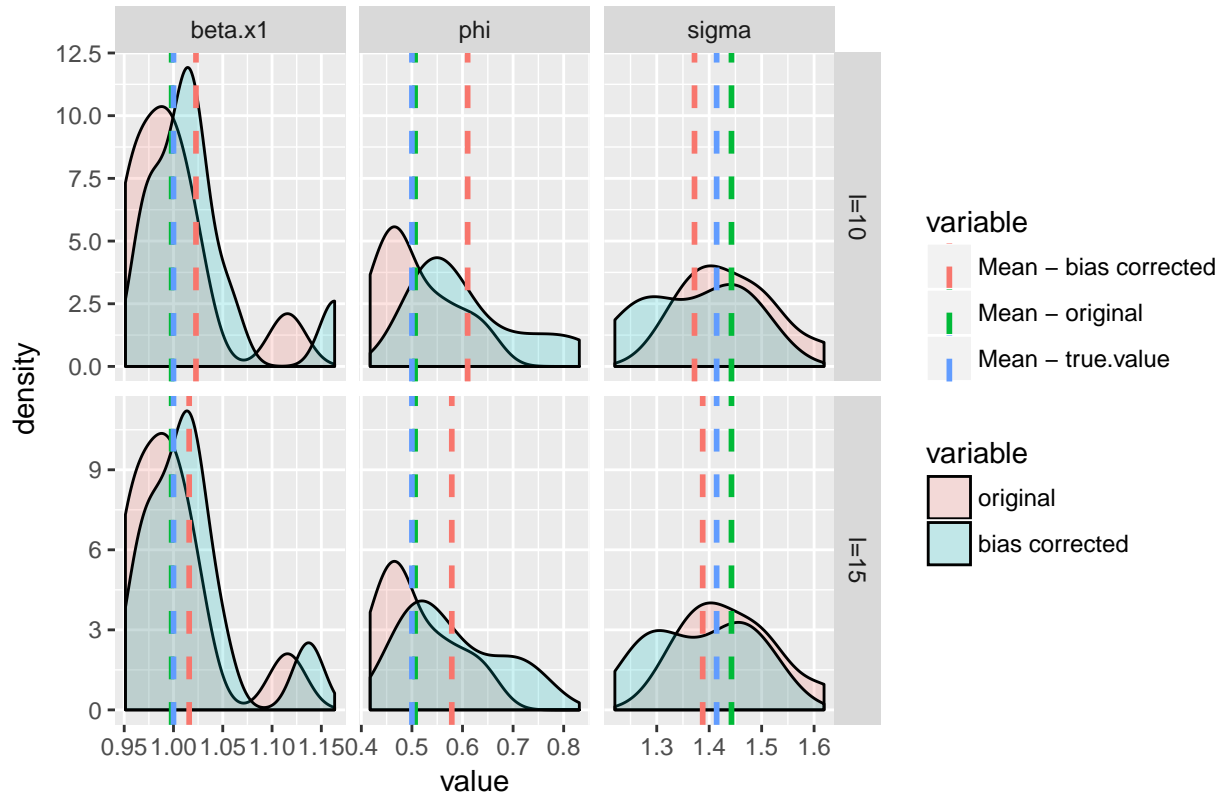 beta.x1 phi sigma
12.5
10.0
7.5
5.0
2.5
0.0
l=10
9
6
3
0
l=15
density
0.95 1.00 1.05 1.10 1.15 0.4 0.5 0.6 0.7 0.8 1.3 1.4 1.5 1.6
value
variable
Mean − bias corrected
Mean − original
Mean − true.value
variable
original
bias corrected